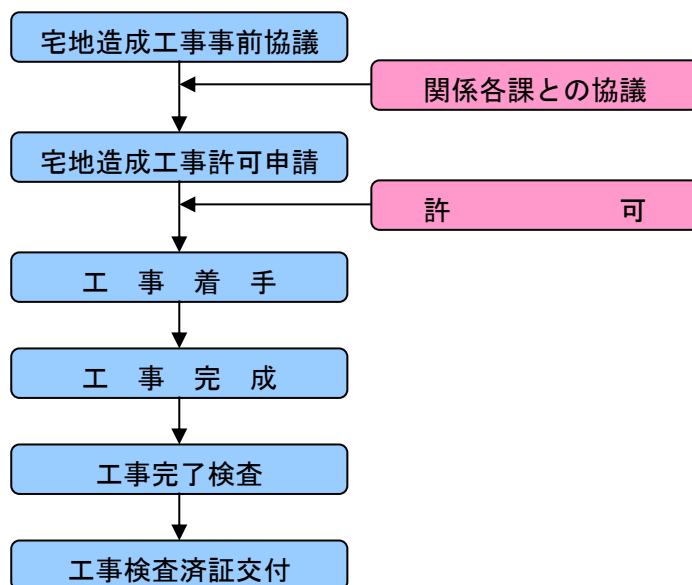 宅地造成工事事前協議
関係各課との協議
宅地造成工事許可申請
許　　　　　　可
工　事　着　手
工　事　完　成
工事完了検査
工事検査済証交付